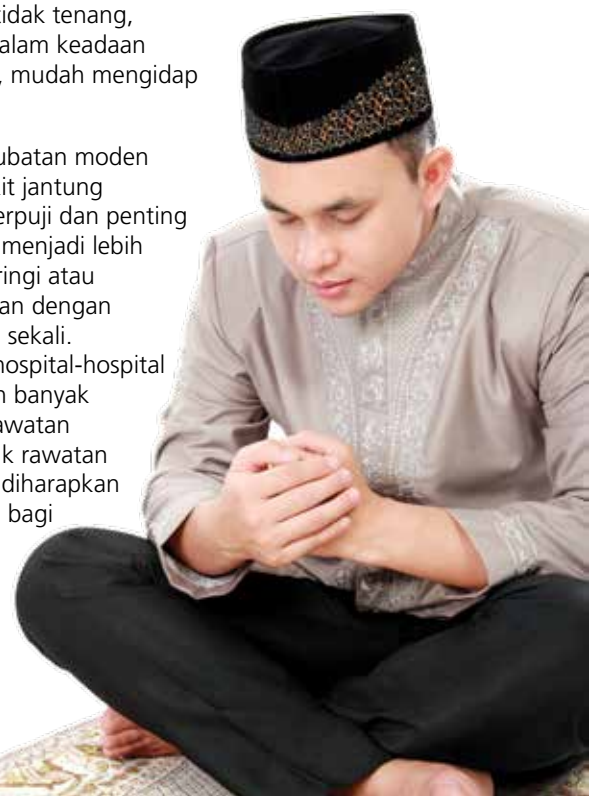 tidak tenang,
alam keadaan
, mudah mengidap
ubatan moden
it jantung
erpuji dan penting
menjadi lebih
ringi atau
an dengan
sekali.
hospital-hospital
n banyak
awatan
k rawatan
diharapkan
bagi